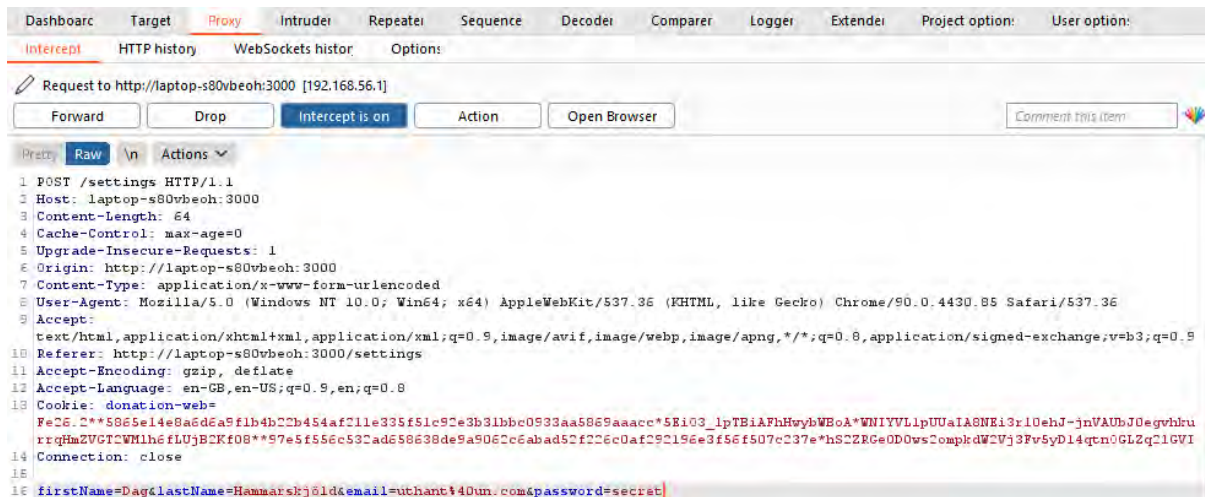 Dashboard Target Proxy Intruder Repeater Sequence Decoder Comparer Logger Extender Project options User options
Intercept HTTP history WebSockets histor Options
Request to http://laptop-s80vbeoh:3000 [192.168.56.1]
Forward Drop Intercept is on Action Open Browser Comment this item
Pretty Raw \n Actions
1 POST /settings HTTP/1.1
2 Host: laptop-s80vbeoh:3000
3 Content-Length: 64
4 Cache-Control: max-age=0
5 Upgrade-Insecure-Requests: 1
6 Origin: http://laptop-s80vbeoh:3000
7 Content-Type: application/x-www-form-urlencoded
8 User-Agent: Mozilla/5.0 (Windows NT 10.0; Win64; x64) AppleWebKit/537.36 (KHTML, like Gecko) Chrome/90.0.4430.85 Safari/537.36
9 Accept:
text/html,application/xhtml+xml,application/xml;q=0.9,image/avif,image/webp,image/apng,*/*;q=0.8,application/signed-exchange;v=b3;q=0.9
10 Referer: http://laptop-s80vbeoh:3000/settings
11 Accept-Encoding: gzip, deflate
12 Accept-Language: en-GB,en-US;q=0.9,en;q=0.8
13 Cookie: donation-web=
14 Connection: close
15
16 firstName=Dag&lastName=Hammarskjöld&email=uthant%40un.com&password=secret